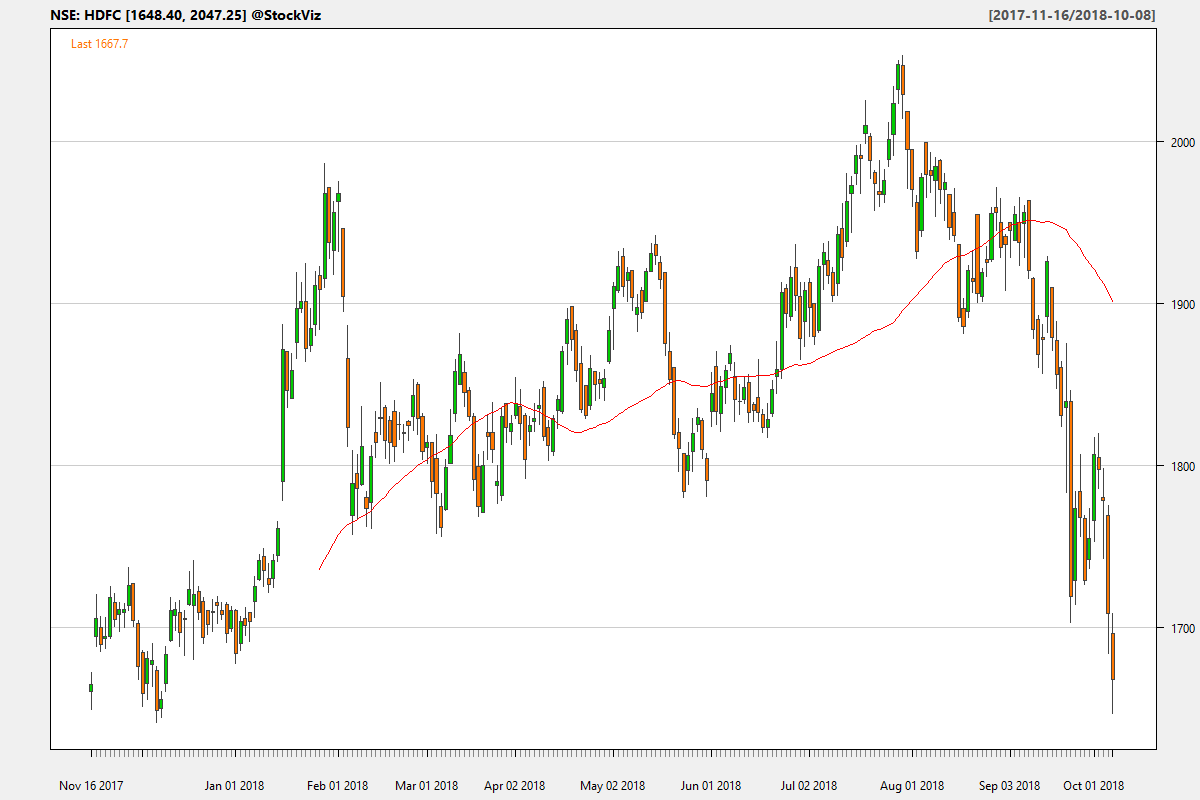 NSE: HDFC [1648.40, 2047.25] @StockViz
[2017-11-16/2018-10-08]
Last 1667.7
2000
1900
1800
1700
Nov 16 2017 Jan 01 2018 Feb 01 2018 Mar 01 2018 Apr 02 2018 May 02 2018 Jun 01 2018 Jul 02 2018 Aug 01 2018 Sep 03 2018 Oct 01 2018